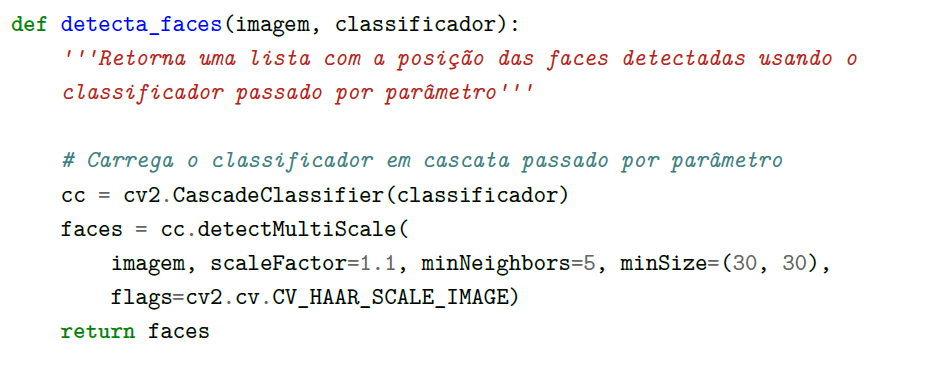 def detecta_faces(imagem, classificador):
    '''Retorna uma lista com a posição das faces detectadas usando o
    classificador passado por parâmetro'''
    # Carrega o classificador em cascata passado por parâmetro
    cc = cv2.CascadeClassifier(classificador)
    faces = cc.detectMultiScale(
        imagem, scaleFactor=1.1, minNeighbors=5, minSize=(30, 30),
        flags=cv2.cv.CV_HAAR_SCALE_IMAGE)
    return faces